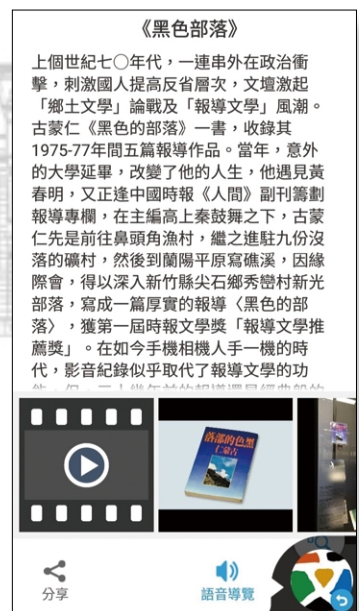 《黑色部落》
上個世紀七〇年代，一連串外在政治衝
擊，刺激國人提高反省層次，文壇激起
「鄉土文學」論戰及「報導文學」風潮。
古蒙仁《黑色的部落》一書，收錄其
1975-77年間五篇報導作品。當年，意外
的大學延畢，改變了他的人生，他遇見黃
春明，又正逢中國時報《人間》副刊籌劃
報導專欄，在主編高上秦鼓舞之下，古蒙
仁先是前往鼻頭角漁村，繼之進駐九份沒
落的礦村，然後到蘭陽平原寫礁溪，因緣
際會，得以深入新竹縣尖石鄉秀巒村新光
部落，寫成一篇厚實的報導〈黑色的部
落〉，獲第一屆時報文學獎「報導文學推
薦獎」。在如今手機相機人手一機的時
代，影音紀錄似乎取代了報導文學的功
落部的色黑
仁蒙古
分享
語音導覽